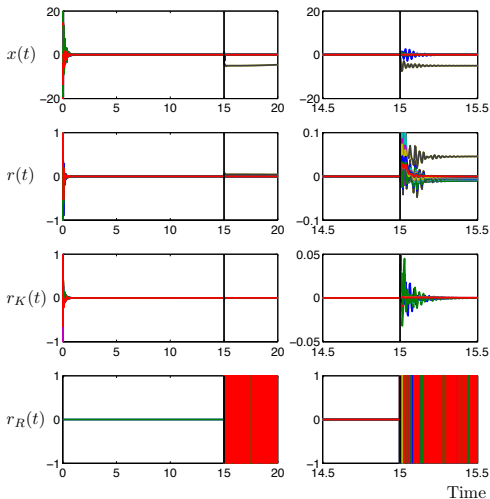 20 20
x(t) 0 0
−20 −20
0 5 10 15 20 14.5 15 15.5
1 0.1
r(t) 0 0
−1 −0.1
0 5 10 15 20 14.5 15 15.5
1 0.05
r_K(t) 0 0
−1 −0.05
0 5 10 15 20 14.5 15 15.5
1 1
r_R(t) 0 0
−1 −1
0 5 10 15 20 14.5 15 15.5
Time